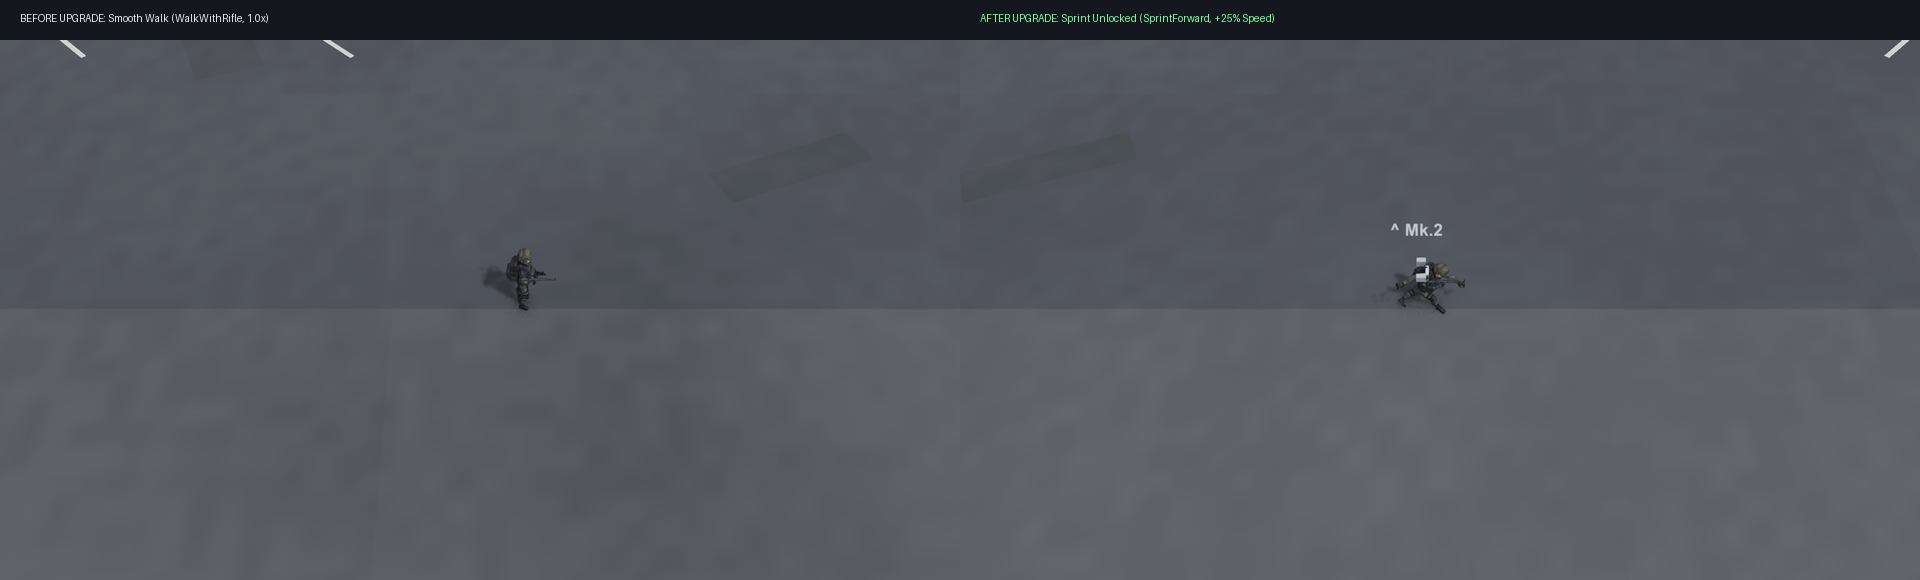 BEFORE UPGRADE: Smooth Walk (WalkWithRifle, 1.0x)
AFTER UPGRADE: Sprint Unlocked (SprintForward, +25% Speed)
^ Mk.2